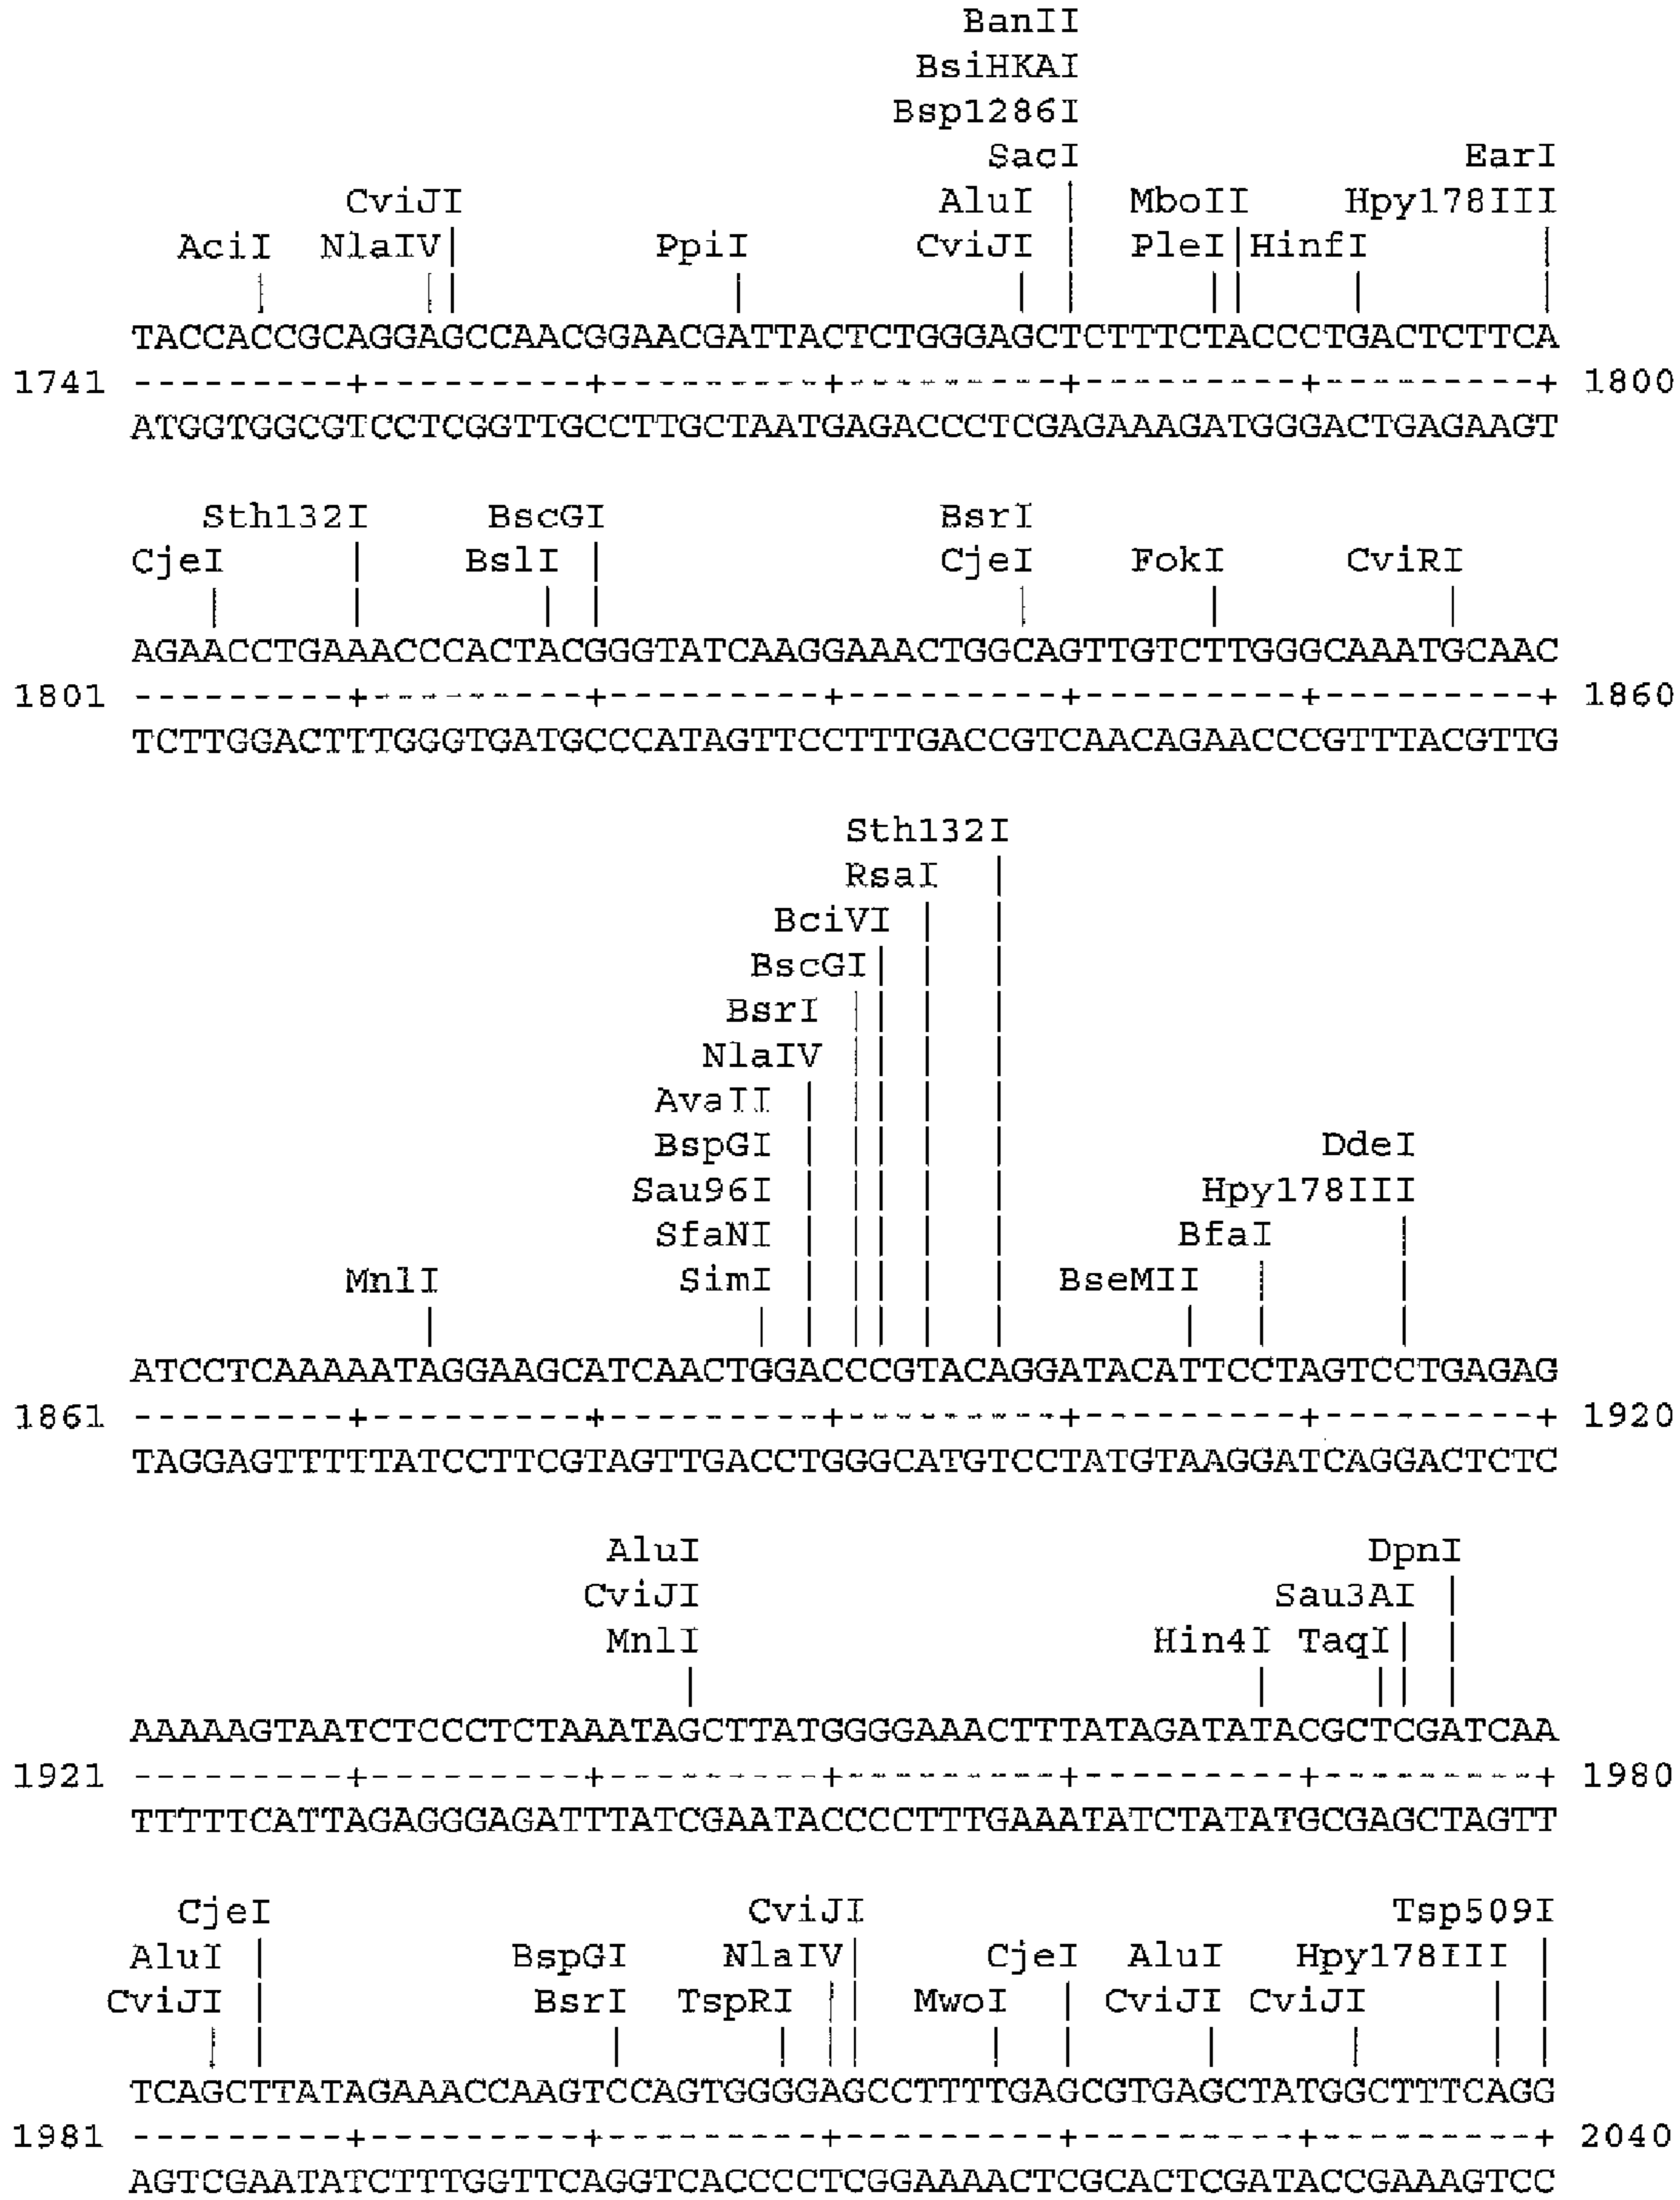 BanII
BsiHKAI
Bsp1286I
SacI EarI
CviJI AluI MboII Hpy178III
AciI NlaIV PpiI CviJI PleI HinfI
TACCACCGCAGGAGCCAACGGAACGATTACTCTGGGAGCTCTTTCTACCCTGACTCTTCA
1741 ---------+---------+---------+---------+---------+---------+ 1800
ATGGTGGCGTCCTCGGTTGCCTTGCTAATGAGACCCTCGAGAAAGATGGGACTGAGAAGT
Sth132I BscGI BsrI
CjeI BslI CjeI FokI CviRI
AGAACCTGAAACCCACTACGGGTATCAAGGAAACTGGCAGTTGTCTTGGGCAAATGCAAC
1801 ---------+---------+---------+---------+---------+---------+ 1860
TCTTGGACTTTGGGTGATGCCCATAGTTCCTTTGACCGTCAACAGAACCCGTTTACGTTG
Sth132I
RsaI
BciVI
BscGI
BsrI
NlaIV
AvaII
BspGI DdeI
Sau96I Hpy178III
SfaNI BfaI
MnlI SimI BseMII
ATCCTCAAAAATAGGAAGCATCAACTGGACCCGTACAGGATACATTCCTAGTCCTGAGAG
1861 ---------+---------+---------+---------+---------+---------+ 1920
TAGGAGTTTTTATCCTTCGTAGTTGACCTGGGCATGTCCTATGTAAGGATCAGGACTCTC
AluI DpnI
CviJI Sau3AI
MnlI Hin4I TaqI
AAAAAGTAATCTCCCTCTAAATAGCTTATGGGGAAACTTTATAGATATACGCTCGATCAA
1921 ---------+---------+---------+---------+---------+---------+ 1980
TTTTTCATTAGAGGGAGATTTATCGAATACCCCTTTGAAATATCTATATGCGAGCTAGTT
CjeI CviJI Tsp509I
AluI BspGI NlaIV CjeI AluI Hpy178III
CviJI BsrI TspRI MwoI CviJI CviJI
TCAGCTTATAGAAACCAAGTCCAGTGGGGAGCCTTTTGAGCGTGAGCTATGGCTTTCAGG
1981 ---------+---------+---------+---------+---------+---------+ 2040
AGTCGAATATCTTTGGTTCAGGTCACCCCTCGGAAAACTCGCACTCGATACCGAAAGTCC